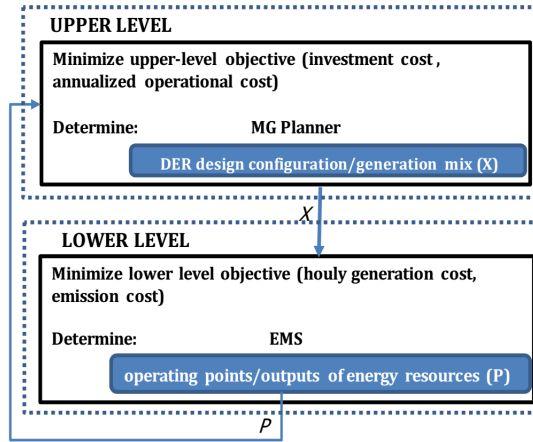 UPPER LEVEL
Minimize upper-level objective (investment cost ,
annualized operational cost)
Determine: MG Planner
DER design configuration/generation mix (X)
X
LOWER LEVEL
Minimize lower level objective (houly generation cost,
emission cost)
Determine: EMS
operating points/outputs of energy resources (P)
P